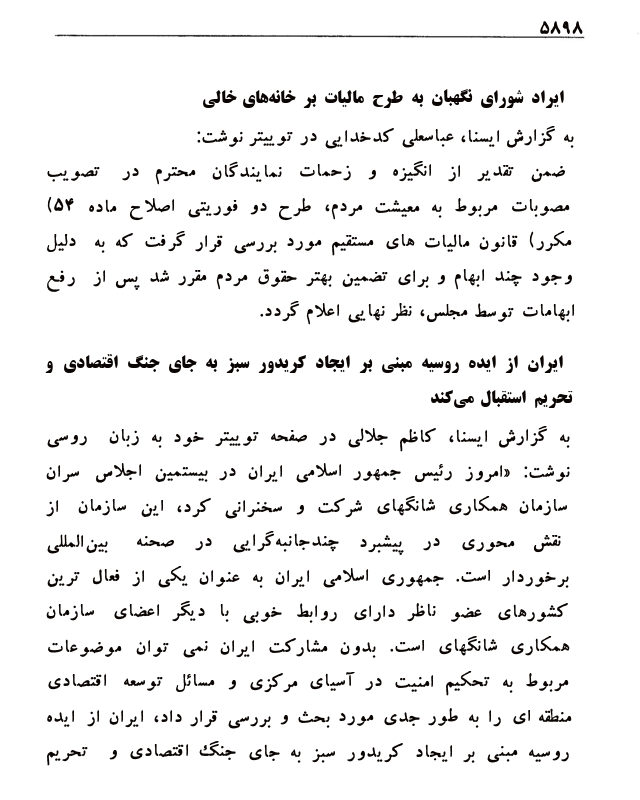 ۵۸۹۸
ایراد شورای نگهبان به طرح مالیات بر خانه‌های خالی
به گزارش ایسنا، عباسعلی کدخدایی در توییتر نوشت:
ضمن تقدیر از انگیزه و زحمات نمایندگان محترم در تصویب
مصوبات مربوط به معیشت مردم، طرح دو فوریتی اصلاح ماده ۵۴)
مکرر) قانون مالیات های مستقیم مورد بررسی قرار گرفت که به دلیل
وجود چند ابهام و برای تضمین بهتر حقوق مردم مقرر شد پس از رفع
ابهامات توسط مجلس، نظر نهایی اعلام گردد.
ایران از ایده روسیه مبنی بر ایجاد کریدور سبز به جای جنگ اقتصادی و
تحریم استقبال می‌کند
به گزارش ایسنا، کاظم جلالی در صفحه توییتر خود به زبان روسی
نوشت: «امروز رئیس جمهور اسلامی ایران در بیستمین اجلاس سران
سازمان همکاری شانگهای شرکت و سخنرانی کرد، این سازمان از
نقش محوری در پیشبرد چندجانبه‌گرایی در صحنه بین‌المللی
برخوردار است. جمهوری اسلامی ایران به عنوان یکی از فعال ترین
کشورهای عضو ناظر دارای روابط خوبی با دیگر اعضای سازمان
همکاری شانگهای است. بدون مشارکت ایران نمی توان موضوعات
مربوط به تحکیم امنیت در آسیای مرکزی و مسائل توسعه اقتصادی
منطقه ای را به طور جدی مورد بحث و بررسی قرار داد، ایران از ایده
روسیه مبنی بر ایجاد کریدور سبز به جای جنگ اقتصادی و تحریم